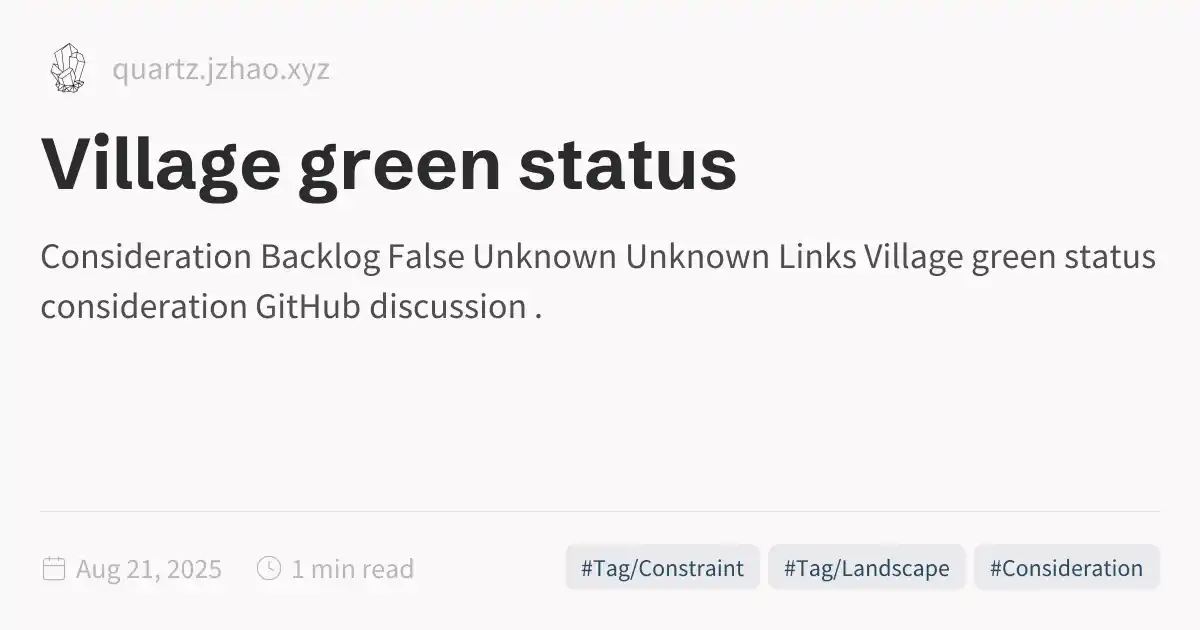 quartz.jzhao.xyz
Village green status
Consideration Backlog False Unknown Unknown Links Village green status
consideration GitHub discussion .
Aug 21, 2025
1 min read
#Tag/Constraint
#Tag/Landscape
#Consideration